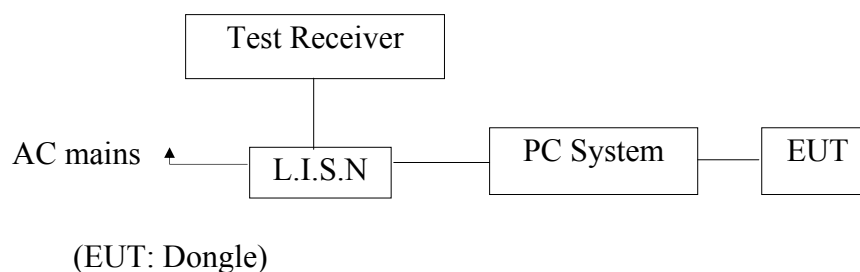 Test Receiver
AC mains
L.I.S.N
PC System
EUT
(EUT: Dongle)